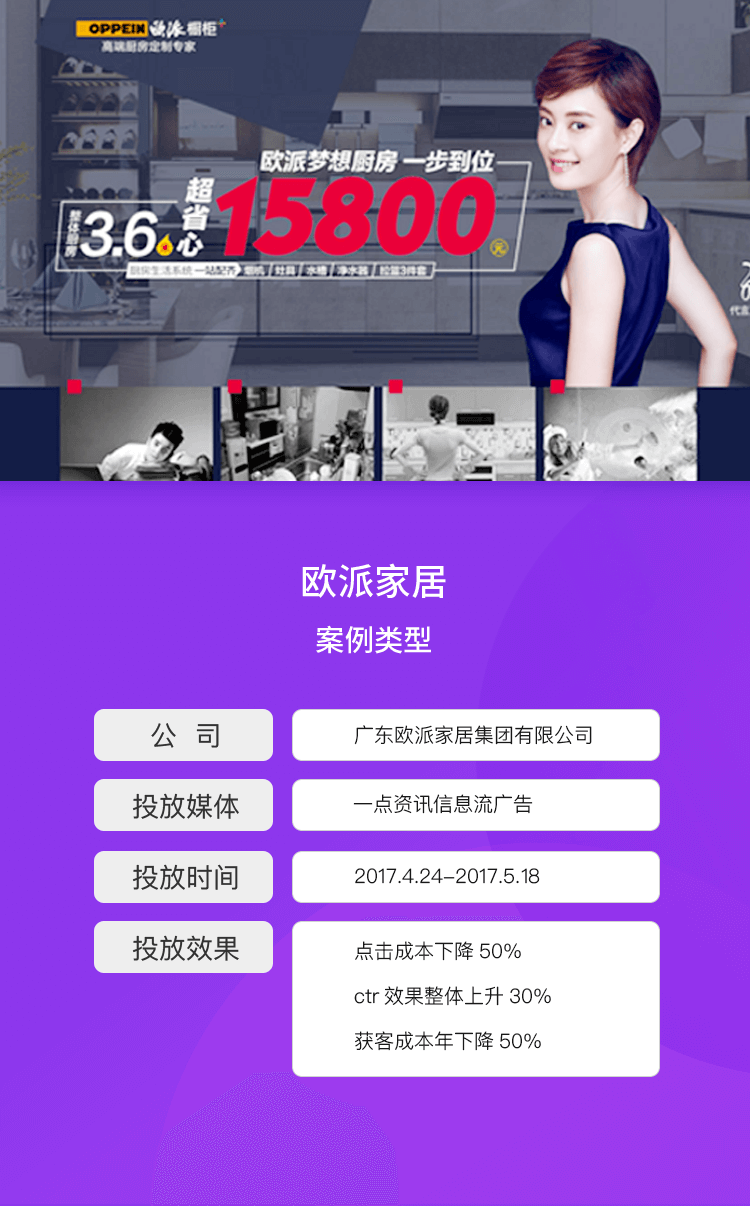 OPPEIN 欧派 橱柜
高端厨房定制专家
欧派梦想厨房 一步到位
整体厨房 3.6 超省心 15800 元
厨房生活系统 一站配齐 烟机 / 灶具 / 水槽 / 净水器 / 拉篮3件套
代言
欧派家居
案例类型
公 司 广东欧派家居集团有限公司
投放媒体 一点资讯信息流广告
投放时间 2017.4.24-2017.5.18
投放效果 点击成本下降 50%
ctr 效果整体上升 30%
获客成本年下降 50%